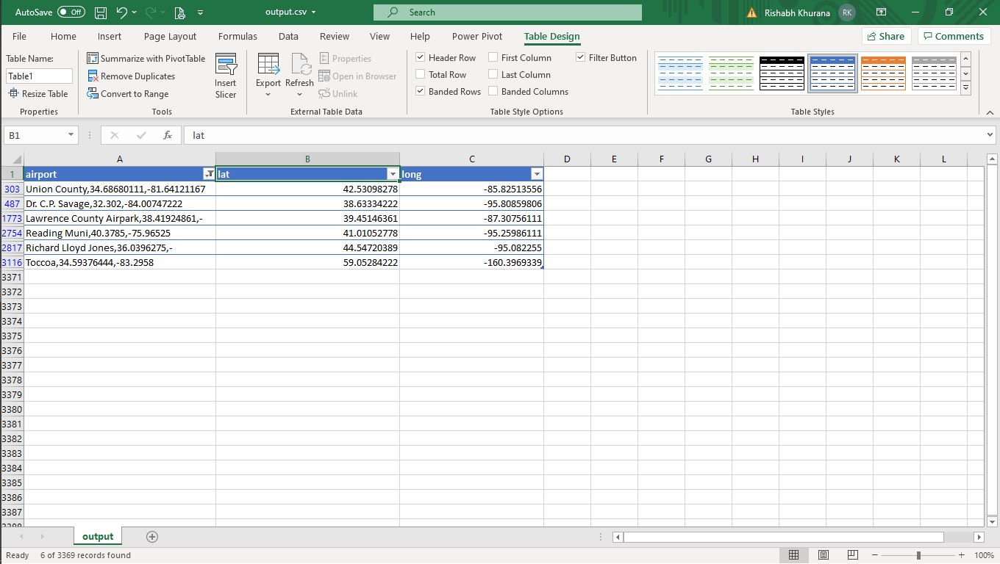 AutoSave Off output.csv Search Rishabh Khurana RK
File Home Insert Page Layout Formulas Data Review View Help Power Pivot Table Design Share Comments
Table Name:
Table1
Resize Table
Properties
Summarize with PivotTable
Remove Duplicates
Convert to Range
Tools
Insert
Slicer
Export Refresh
Properties
Open in Browser
Unlink
External Table Data
Header Row First Column Filter Button
Total Row Last Column
Banded Rows Banded Columns
Table Style Options
Table Styles
B1 fx lat
A B C D E F G H I J K L
1 airport lat long
303 Union County,34.68680111,-81.64121167 42.53098278 -85.82513556
487 Dr. C.P. Savage,32.302,-84.00747222 38.63334222 -95.80859806
1773 Lawrence County Airpark,38.41924861,- 39.45146361 -87.30756111
2754 Reading Muni,40.3785,-75.96525 41.01052778 -95.25986111
2817 Richard Lloyd Jones,36.0396275,- 44.54720389 -95.082255
3116 Toccoa,34.59376444,-83.2958 59.05284222 -160.3969339
3371
3372
3373
3374
3375
3376
3377
3378
3379
3380
3381
3382
3383
3384
3385
3386
3387
3388
output
Ready 6 of 3369 records found 100%